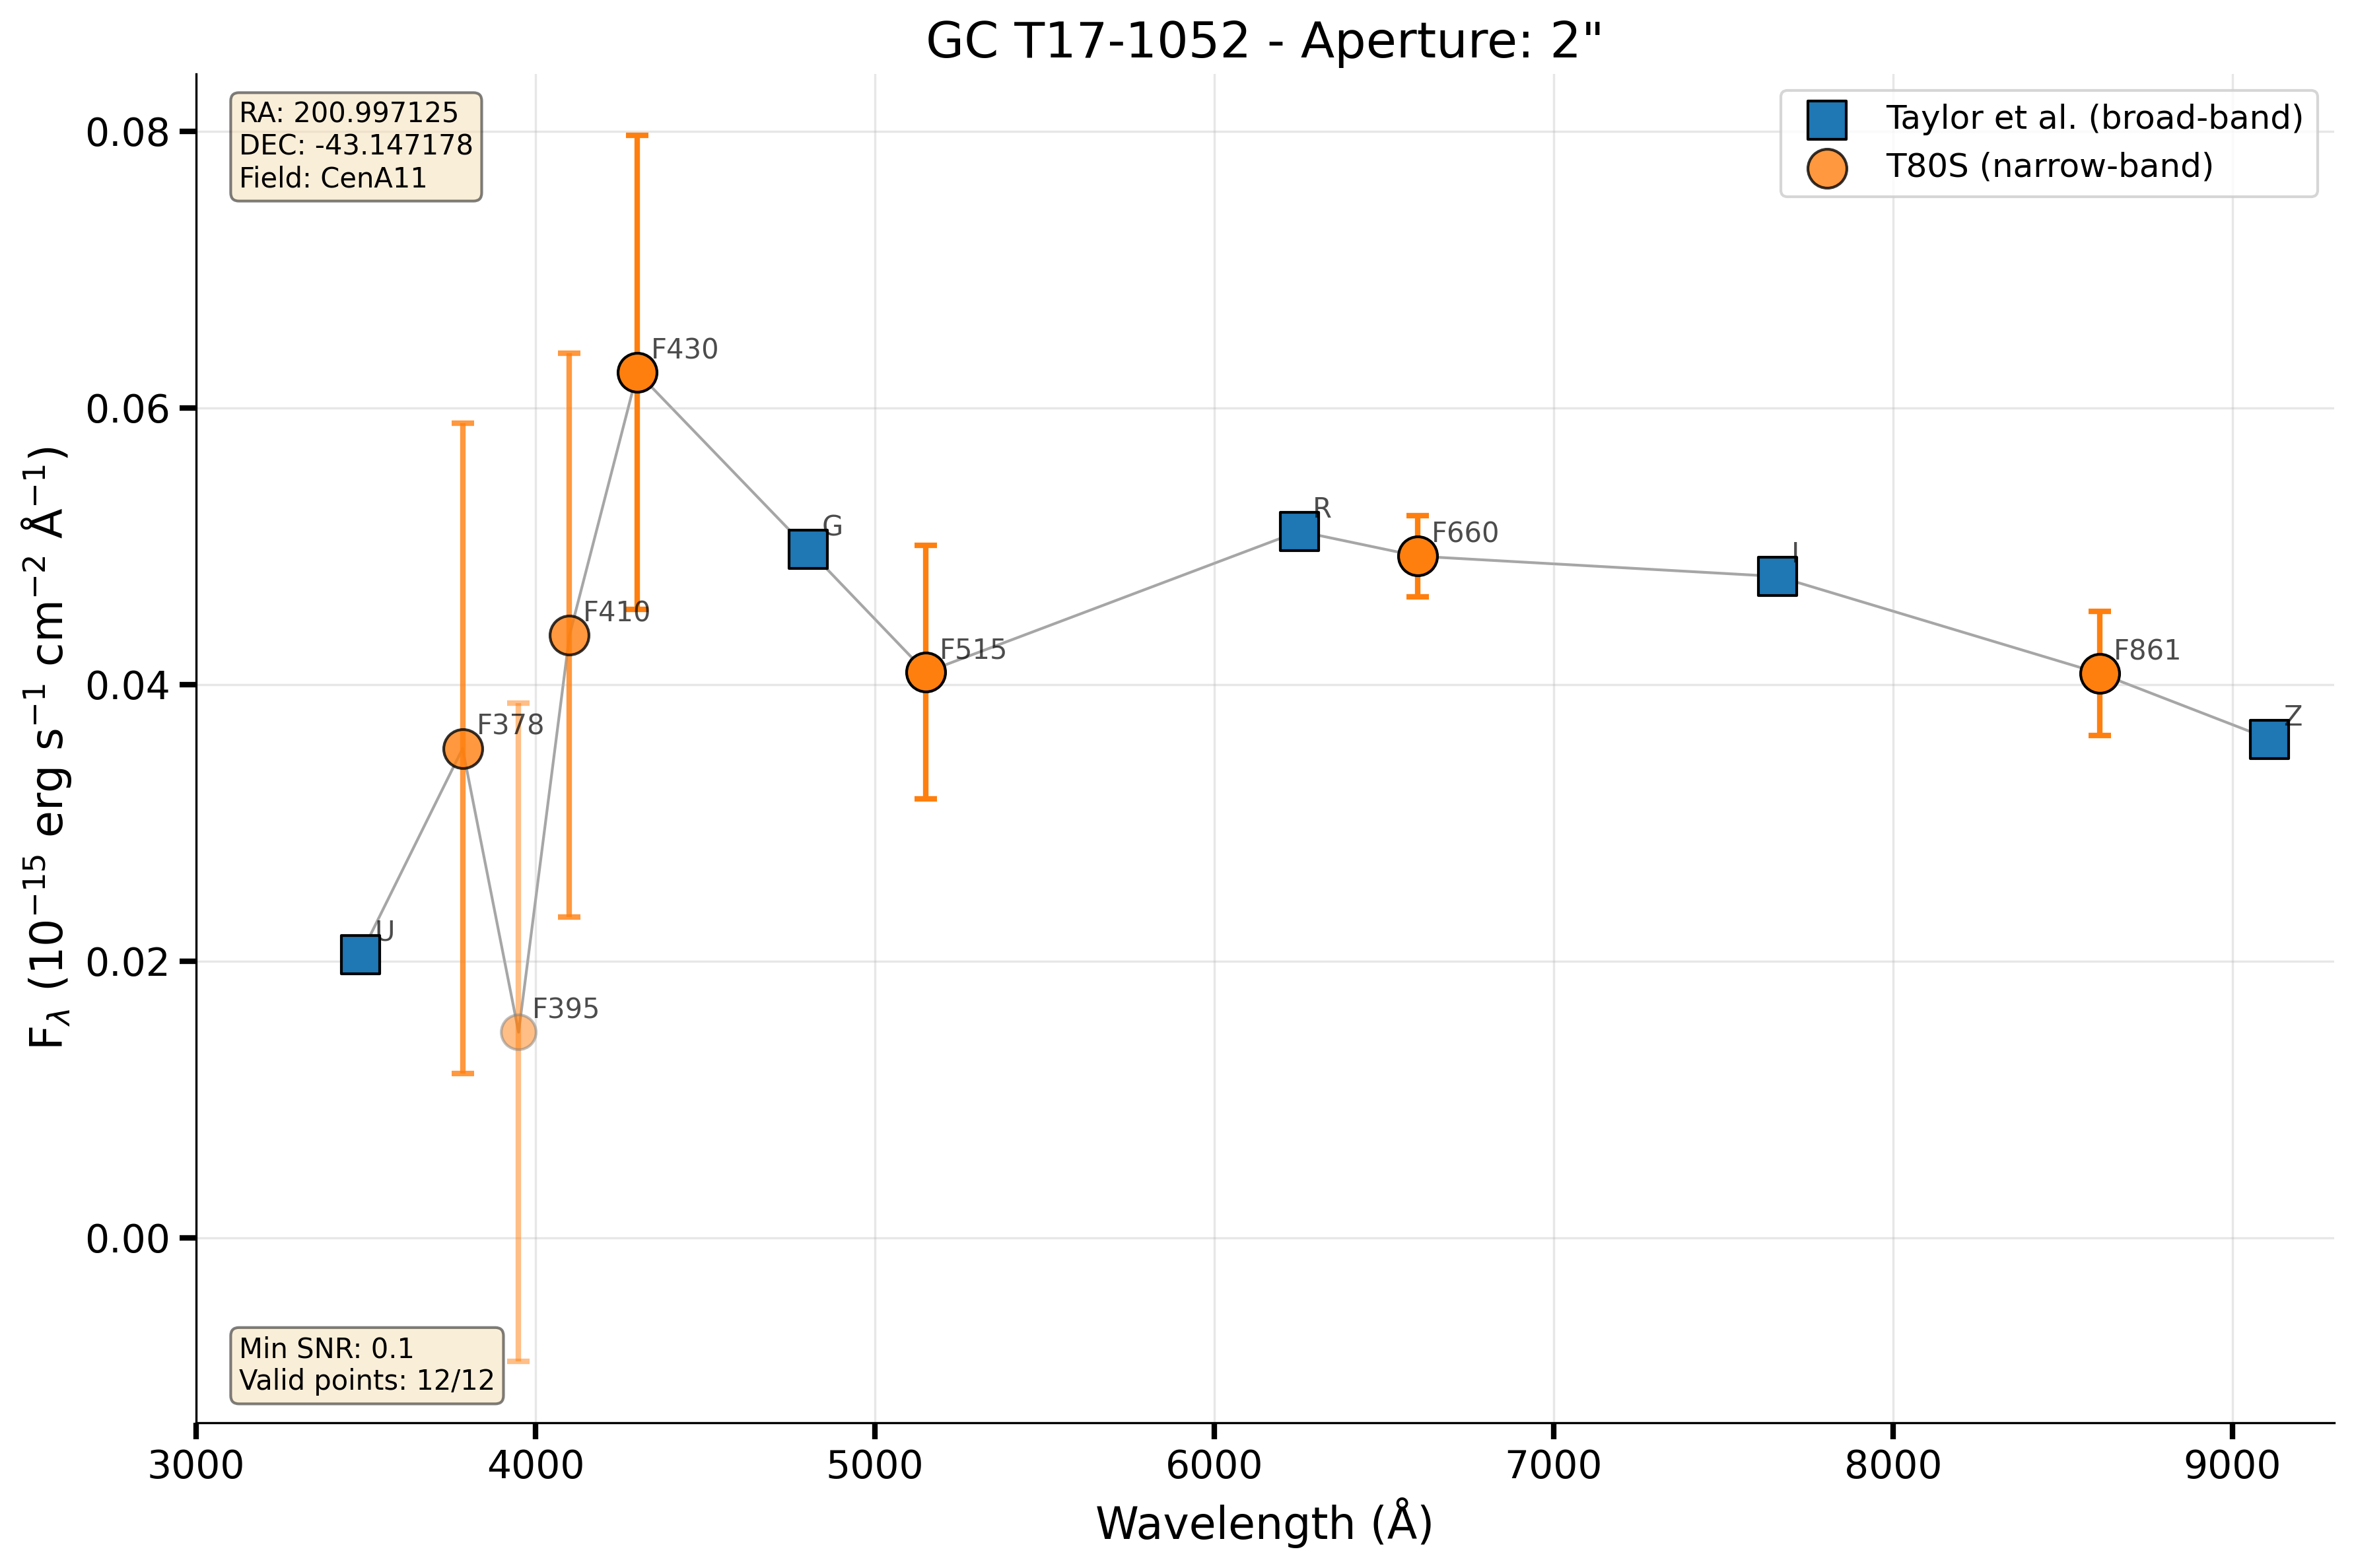 GC T17-1052 - Aperture: 2"
RA: 200.997125
DEC: -43.147178
Field: CenA11
Taylor et al. (broad-band)
T80S (narrow-band)
0.08
0.06
0.04
0.02
0.00
F_λ (10⁻¹⁵ erg s⁻¹ cm⁻² Å⁻¹)
U
F378
F395
F410
F430
G
F515
R
F660
I
F861
Z
Min SNR: 0.1
Valid points: 12/12
3000 4000 5000 6000 7000 8000 9000
Wavelength (Å)